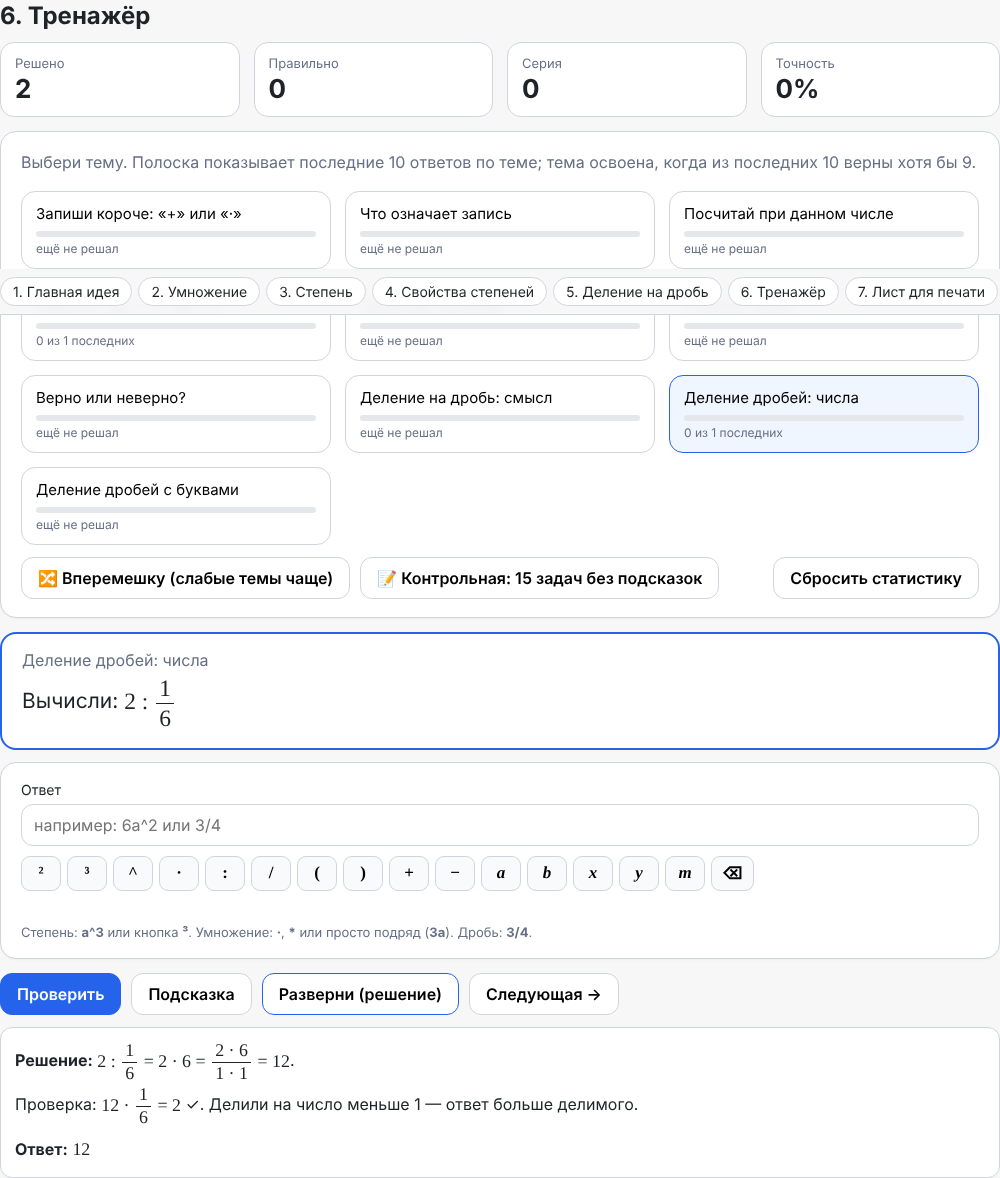 6. Тренажёр
Решено
2
Правильно
0
Серия
0
Точность
0%
Выбери тему. Полоска показывает последние 10 ответов по теме; тема освоена, когда из последних 10 верны хотя бы 9.
Запиши короче: «+» или «·»
ещё не решал
Что означает запись
ещё не решал
Посчитай при данном числе
ещё не решал
1. Главная идея
2. Умножение
3. Степень
4. Свойства степеней
5. Деление на дробь
6. Тренажёр
7. Лист для печати
0 из 1 последних
ещё не решал
ещё не решал
Верно или неверно?
ещё не решал
Деление на дробь: смысл
ещё не решал
Деление дробей: числа
0 из 1 последних
Деление дробей с буквами
ещё не решал
🔀 Вперемешку (слабые темы чаще)
📝 Контрольная: 15 задач без подсказок
Сбросить статистику
Деление дробей: числа
Вычисли: 2 : 1/6
Ответ
например: 6a^2 или 3/4
² ³ ^ · : / ( ) + − a b x y m ⌫
Степень: a^3 или кнопка ³. Умножение: ·, * или просто подряд (3a). Дробь: 3/4.
Проверить
Подсказка
Разверни (решение)
Следующая →
Решение: 2 : 1/6 = 2 · 6 = (2 · 6)/(1 · 1) = 12.
Проверка: 12 · 1/6 = 2 ✓. Делили на число меньше 1 — ответ больше делимого.
Ответ: 12